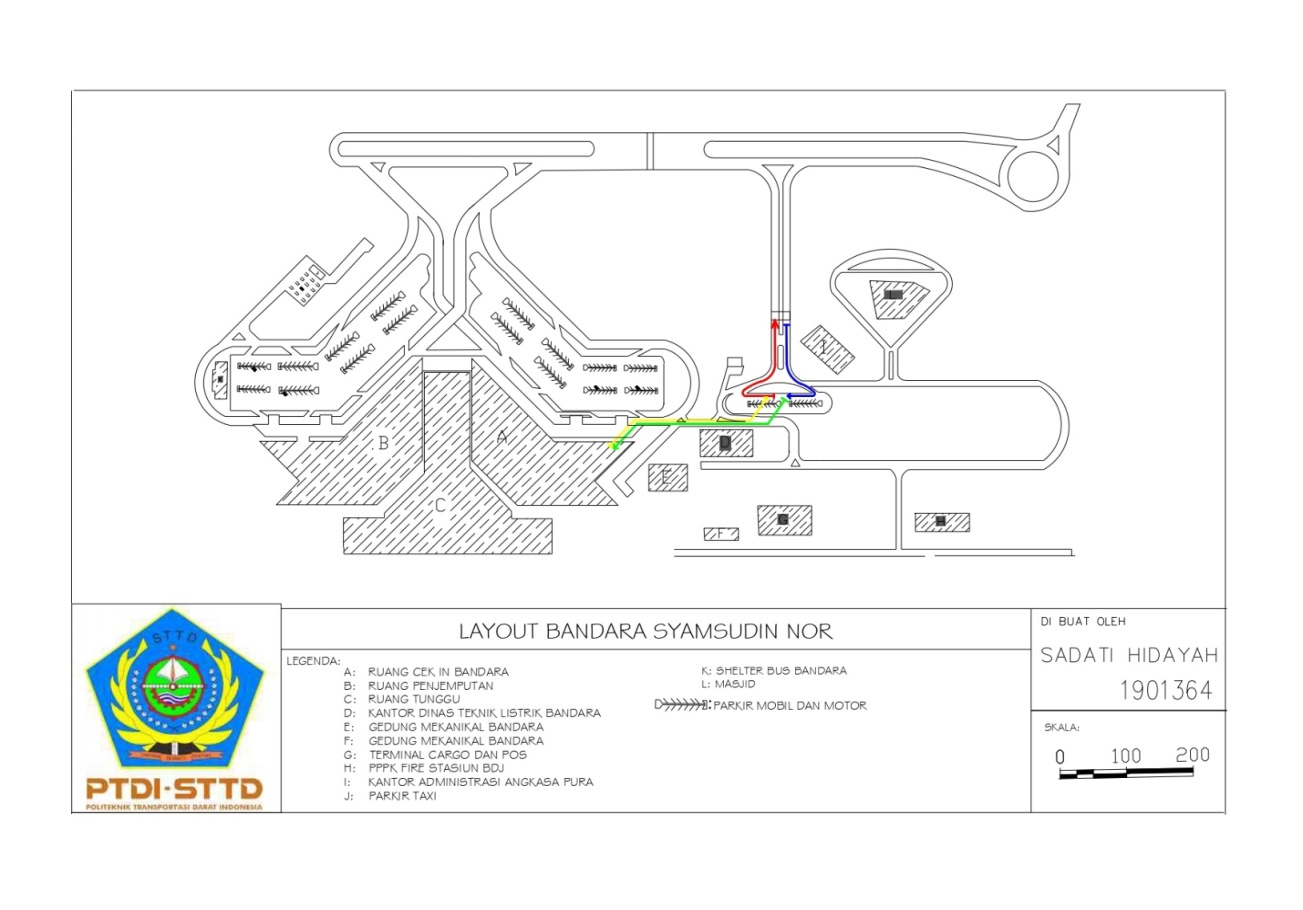 B
A
C
D
E
F
G
H
I
L
STTD
PTDI-STTD
POLITEKNIK TRANSPORTASI DARAT INDONESIA
LAYOUT BANDARA SYAMSUDIN NOR
LEGENDA:
A: RUANG CEK IN BANDARA
B: RUANG PENJEMPUTAN
C: RUANG TUNGGU
D: KANTOR DINAS TEKNIK LISTRIK BANDARA
E: GEDUNG MEKANIKAL BANDARA
F: GEDUNG MEKANIKAL BANDARA
G: TERMINAL CARGO DAN POS
H: PPPK FIRE STASIUN BDJ
I: KANTOR ADMINISTRASI ANGKASA PURA
J: PARKIR TAXI
K: SHELTER BUS BANDARA
L: MASJID
: PARKIR MOBIL DAN MOTOR
DI BUAT OLEH
SADATI HIDAYAH
1901364
SKALA:
0 100 200